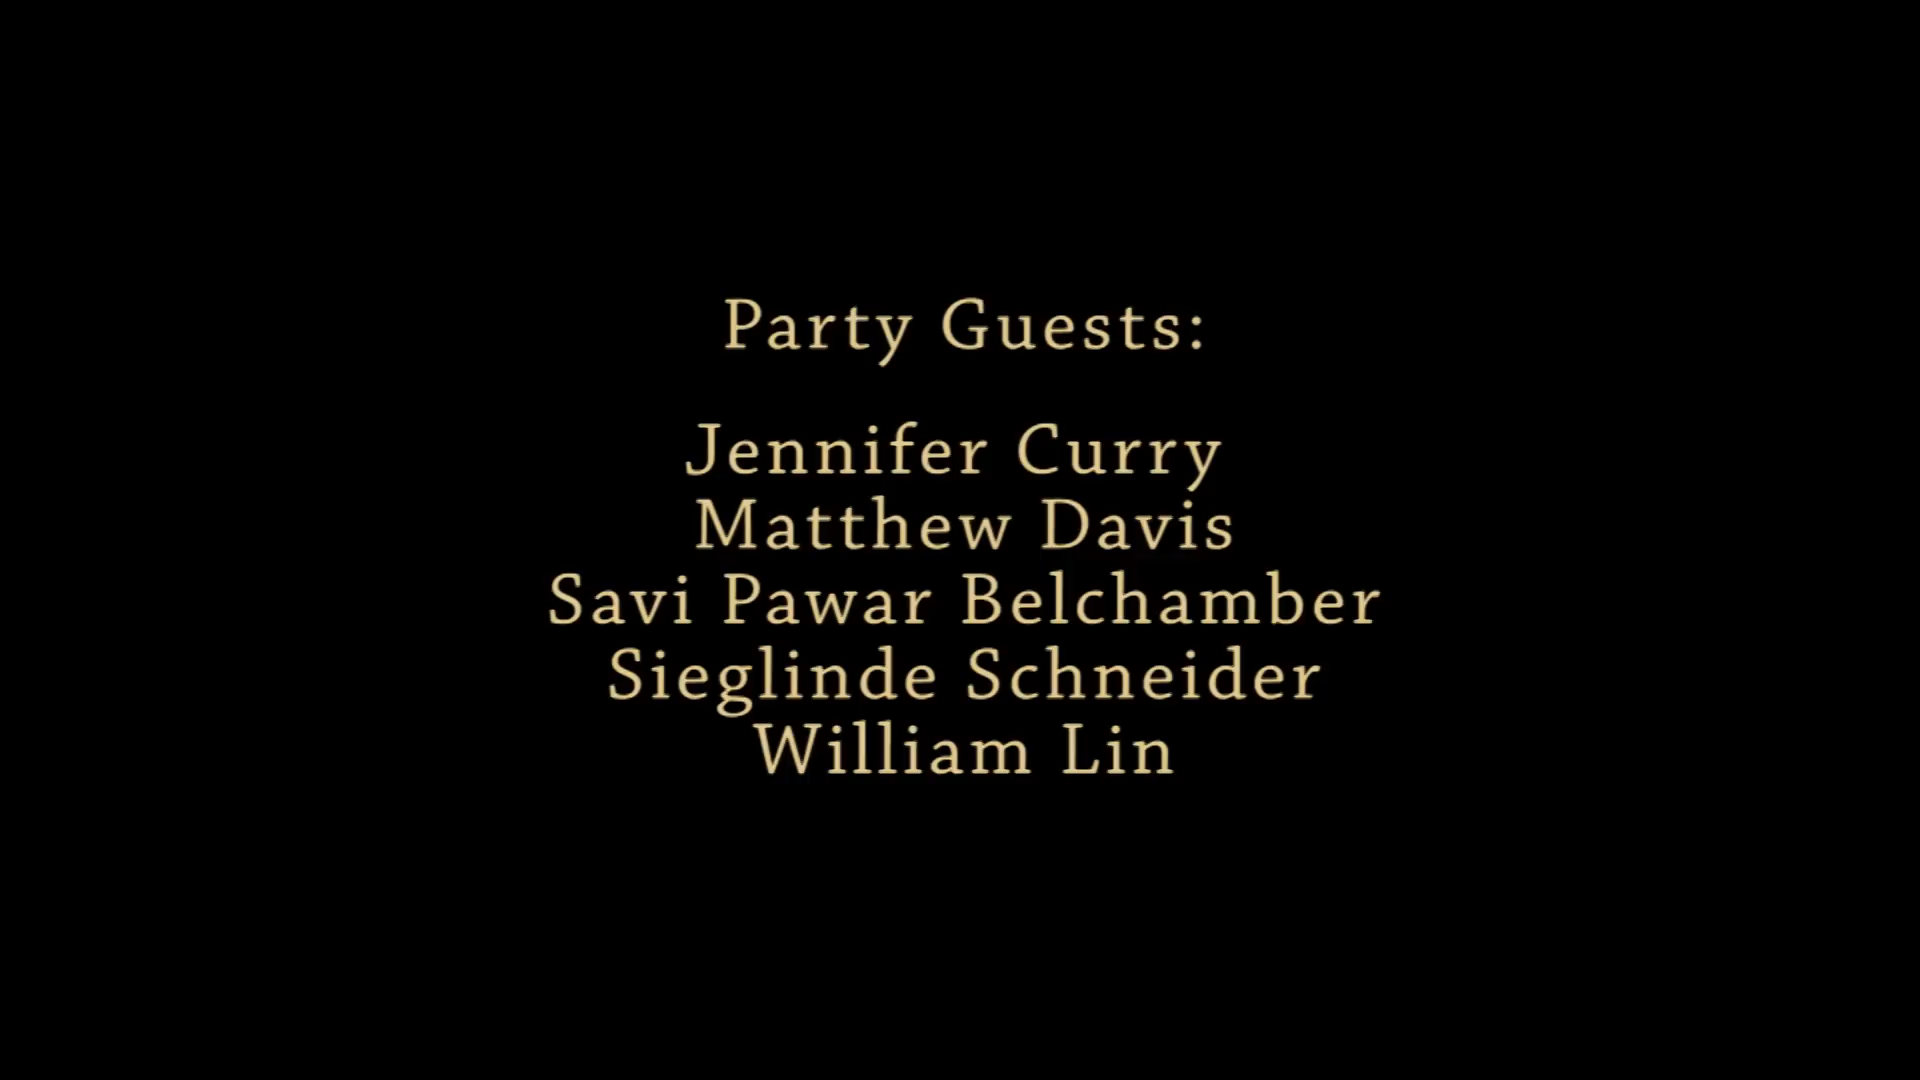 Party Guests:
Jennifer Curry
Matthew Davis
Savi Pawar Belchamber
Sieglinde Schneider
William Lin